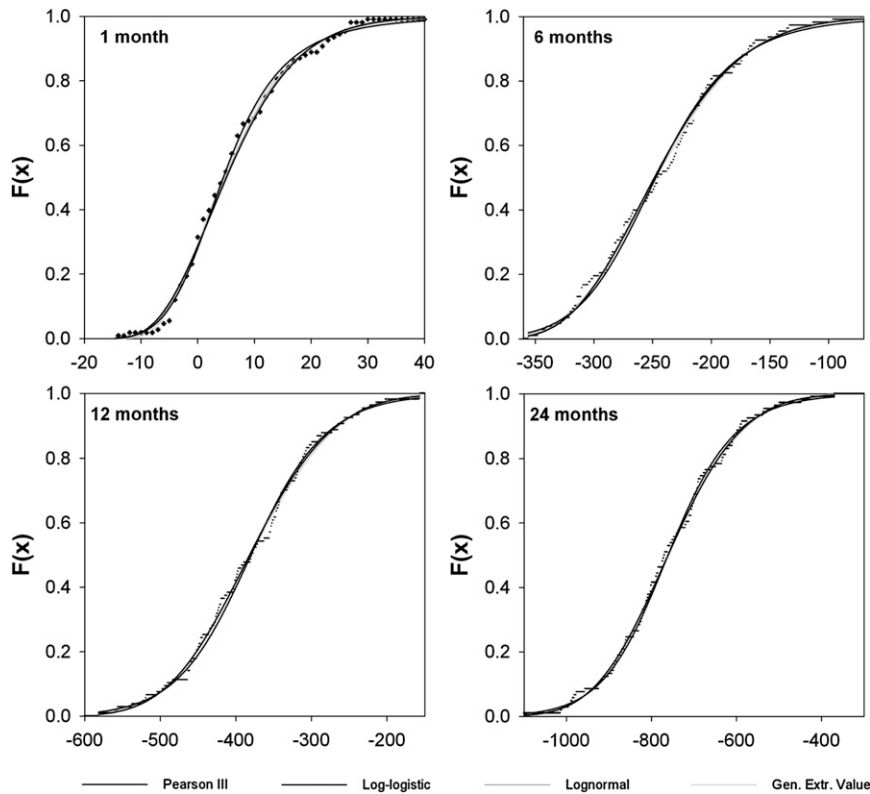 1 month
F(x)
1.0
0.8
0.6
0.4
0.2
0.0
-20 -10 0 10 20 30 40
6 months
F(x)
1.0
0.8
0.6
0.4
0.2
0.0
-350 -300 -250 -200 -150 -100
12 months
F(x)
1.0
0.8
0.6
0.4
0.2
0.0
-600 -500 -400 -300 -200
24 months
F(x)
1.0
0.8
0.6
0.4
0.2
0.0
-1000 -800 -600 -400
Pearson III Log-logistic Lognormal Gen. Extr. Value